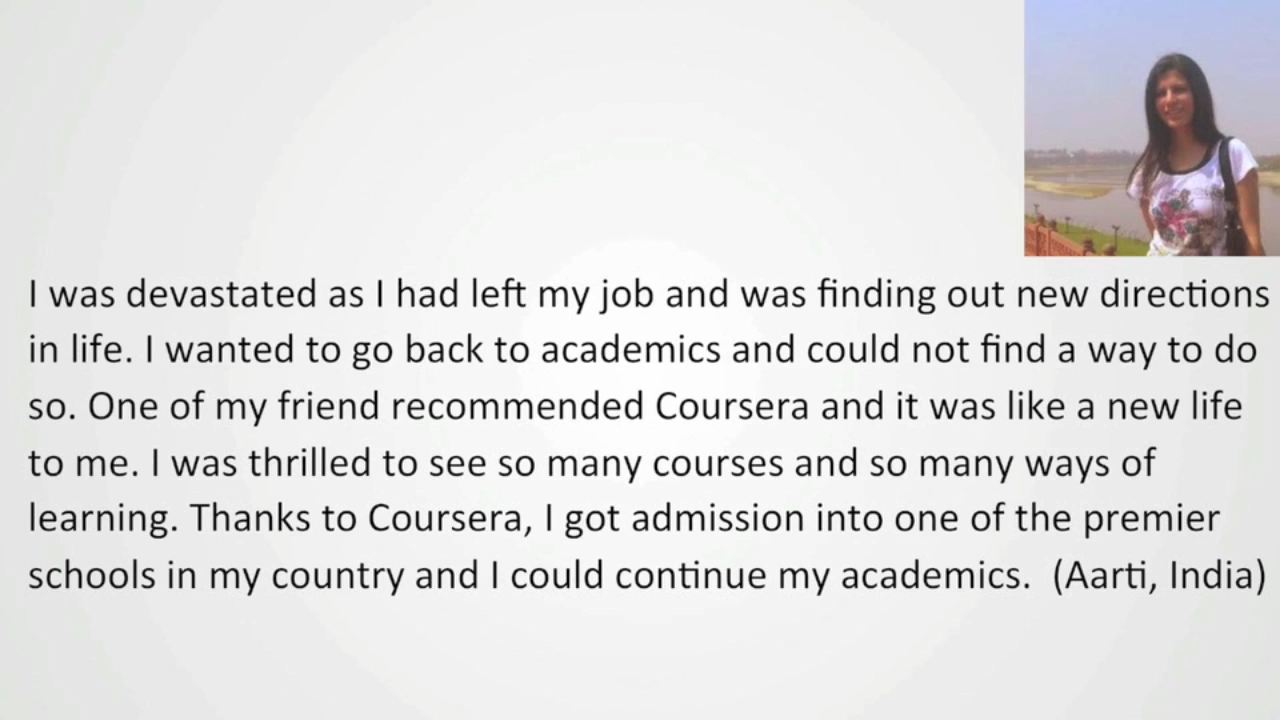 I was devastated as I had left my job and was finding out new directions
in life. I wanted to go back to academics and could not find a way to do
so. One of my friend recommended Coursera and it was like a new life
to me. I was thrilled to see so many courses and so many ways of
learning. Thanks to Coursera, I got admission into one of the premier
schools in my country and I could continue my academics.  (Aarti, India)